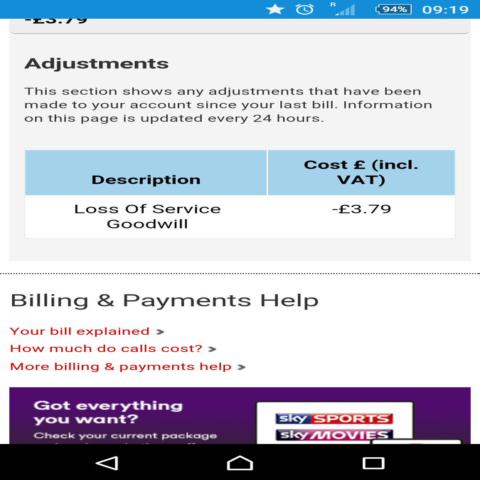 R
94%
09:19
-£3.79
Adjustments
This section shows any adjustments that have been
made to your account since your last bill. Information
on this page is updated every 24 hours.
Description
Cost £ (incl.
VAT)
Loss Of Service
Goodwill
-£3.79
Billing & Payments Help
Your bill explained >
How much do calls cost? >
More billing & payments help >
Got everything
you want?
Check your current package
sky SPORTS
sky MOVIES